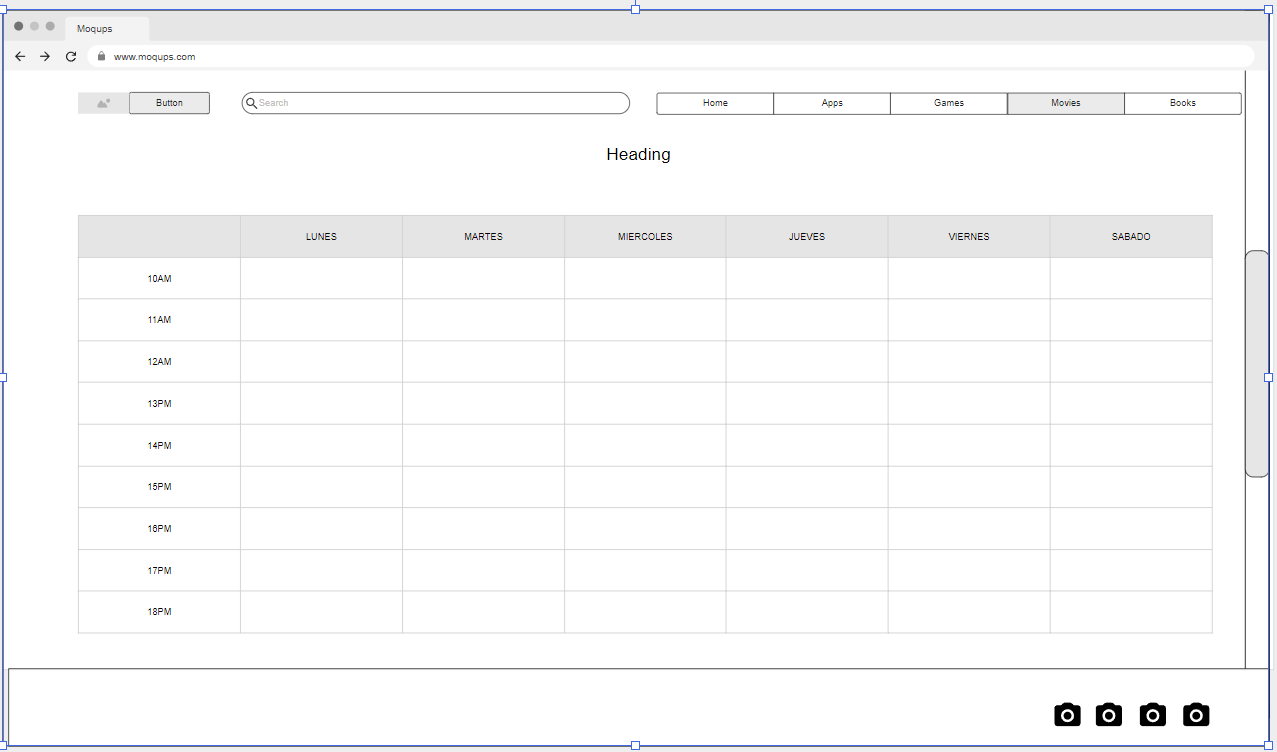 Moqups
www.moqups.com
Button Search Home Apps Games Movies Books
Heading
LUNES MARTES MIERCOLES JUEVES VIERNES SABADO
10AM
11AM
12AM
13PM
14PM
15PM
16PM
17PM
18PM